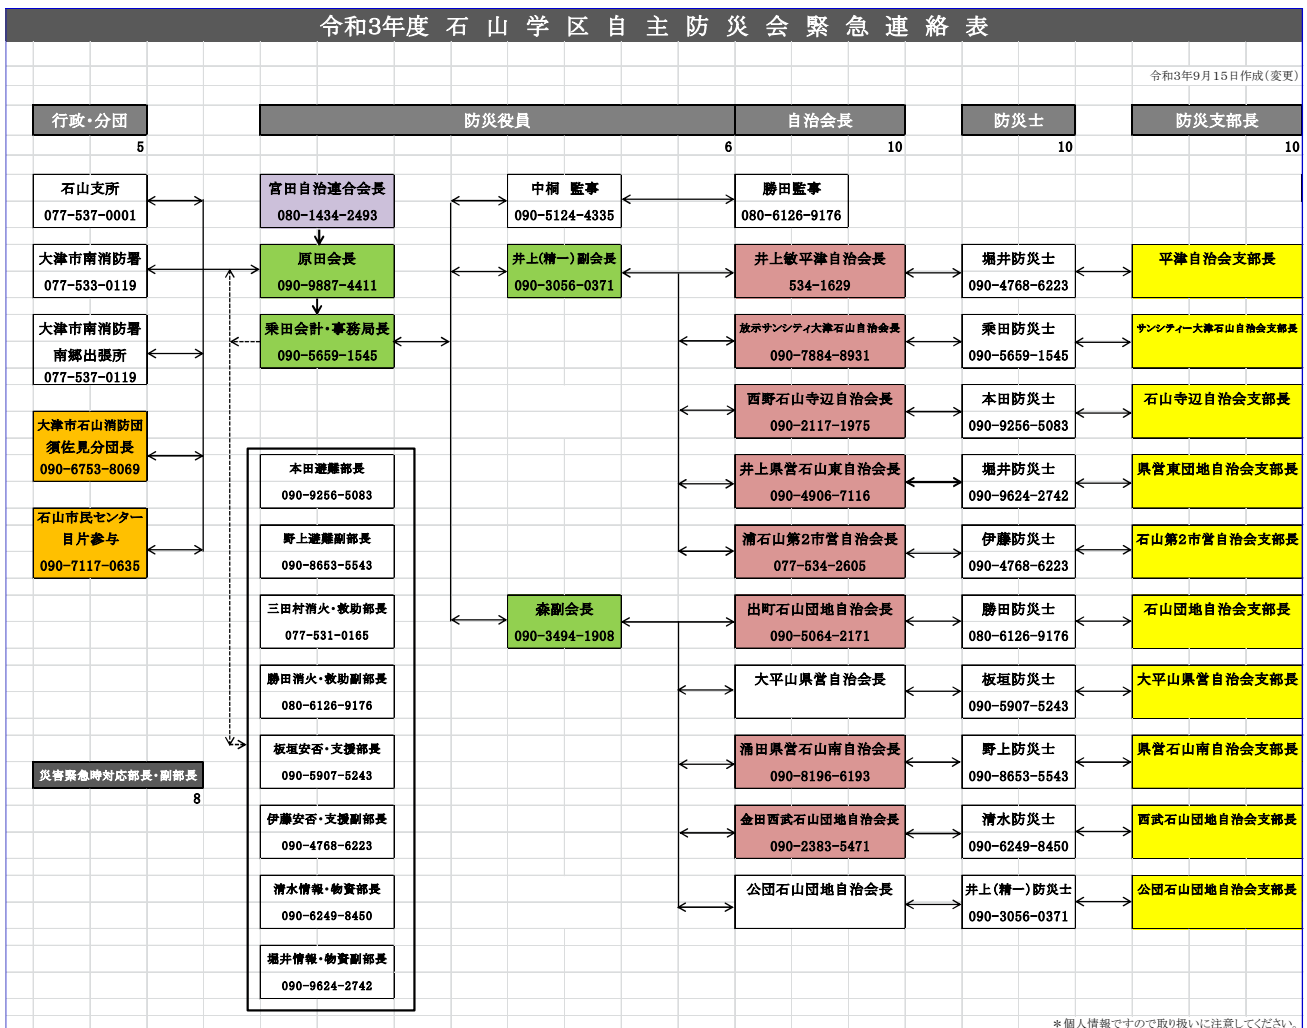 令和3年度 石 山 学 区 自 主 防 災 会 緊 急 連 絡 表
令和3年9月15日作成(変更)
行政・分団
5
防災役員
6
自治会長
10
防災士
10
防災支部長
10
石山支所
077-537-0001
宮田自治連合会長
080-1434-2493
中桐 監事
090-5124-4335
勝田監事
080-6126-9176
大津市南消防署
077-533-0119
原田会長
090-9887-4411
井上(精一)副会長
090-3056-0371
井上敏平津自治会長
534-1629
堀井防災士
090-4768-6223
平津自治会支部長
大津市南消防署
南郷出張所
077-537-0119
乗田会計・事務局長
090-5659-1545
放示サンシティ大津石山自治会長
090-7884-8931
乗田防災士
090-5659-1545
サンシティー大津石山自治会支部長
西野石山寺辺自治会長
090-2117-1975
本田防災士
090-9256-5083
石山寺辺自治会支部長
大津市石山消防団
須佐見分団長
090-6753-8069
本田避難部長
090-9256-5083
井上県営石山東自治会長
090-4906-7116
堀井防災士
090-9624-2742
県営東団地自治会支部長
石山市民センター
目片参与
090-7117-0635
野上避難副部長
090-8653-5543
浦石山第2市営自治会長
077-534-2605
伊藤防災士
090-4768-6223
石山第2市営自治会支部長
三田村消火・救助部長
077-531-0165
森副会長
090-3494-1908
出町石山団地自治会長
090-5064-2171
勝田防災士
080-6126-9176
石山団地自治会支部長
勝田消火・救助副部長
080-6126-9176
大平山県営自治会長
板垣防災士
090-5907-5243
大平山県営自治会支部長
災害緊急時対応部長・副部長
8
板垣安否・支援部長
090-5907-5243
涌田県営石山南自治会長
090-8196-6193
野上防災士
090-8653-5543
県営石山南自治会支部長
伊藤安否・支援副部長
090-4768-6223
金田西武石山団地自治会長
090-2383-5471
清水防災士
090-6249-8450
西武石山団地自治会支部長
清水情報・物資部長
090-6249-8450
公団石山団地自治会長
井上(精一)防災士
090-3056-0371
公団石山団地自治会支部長
堀井情報・物資副部長
090-9624-2742
＊個人情報ですので取り扱いに注意してください。